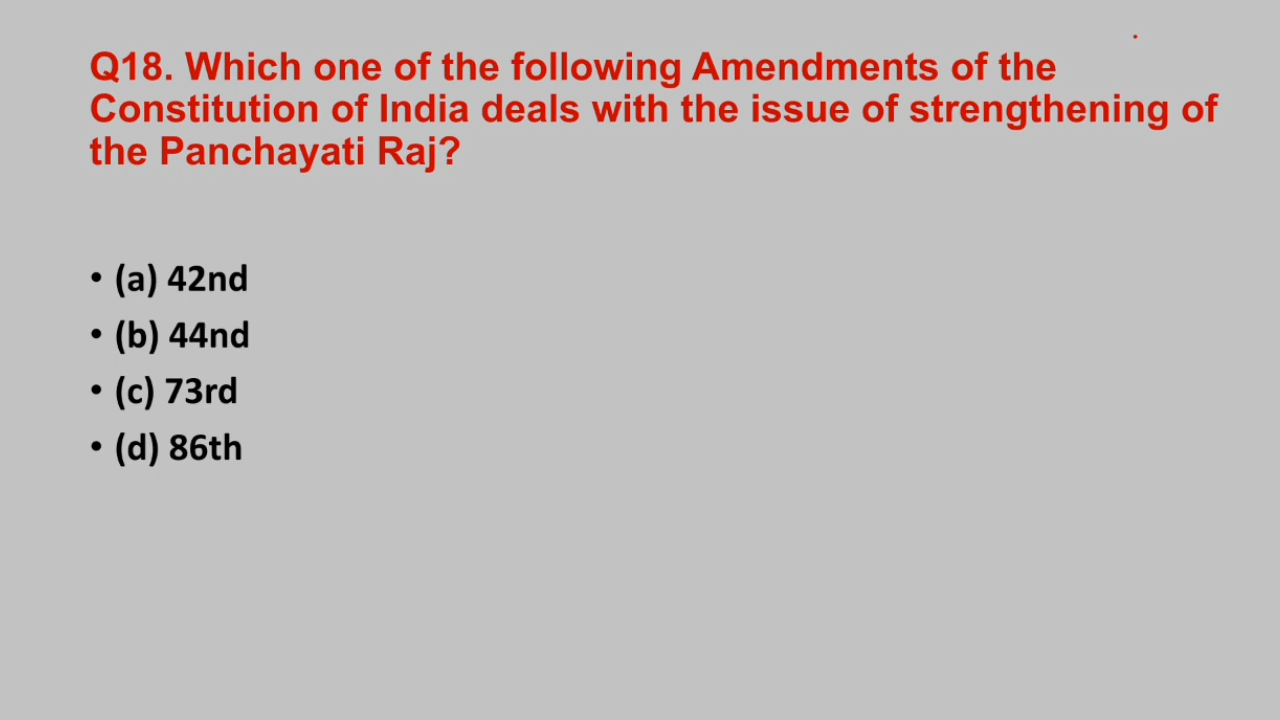 Q18. Which one of the following Amendments of the
Constitution of India deals with the issue of strengthening of
the Panchayati Raj?
• (a) 42nd
• (b) 44nd
• (c) 73rd
• (d) 86th